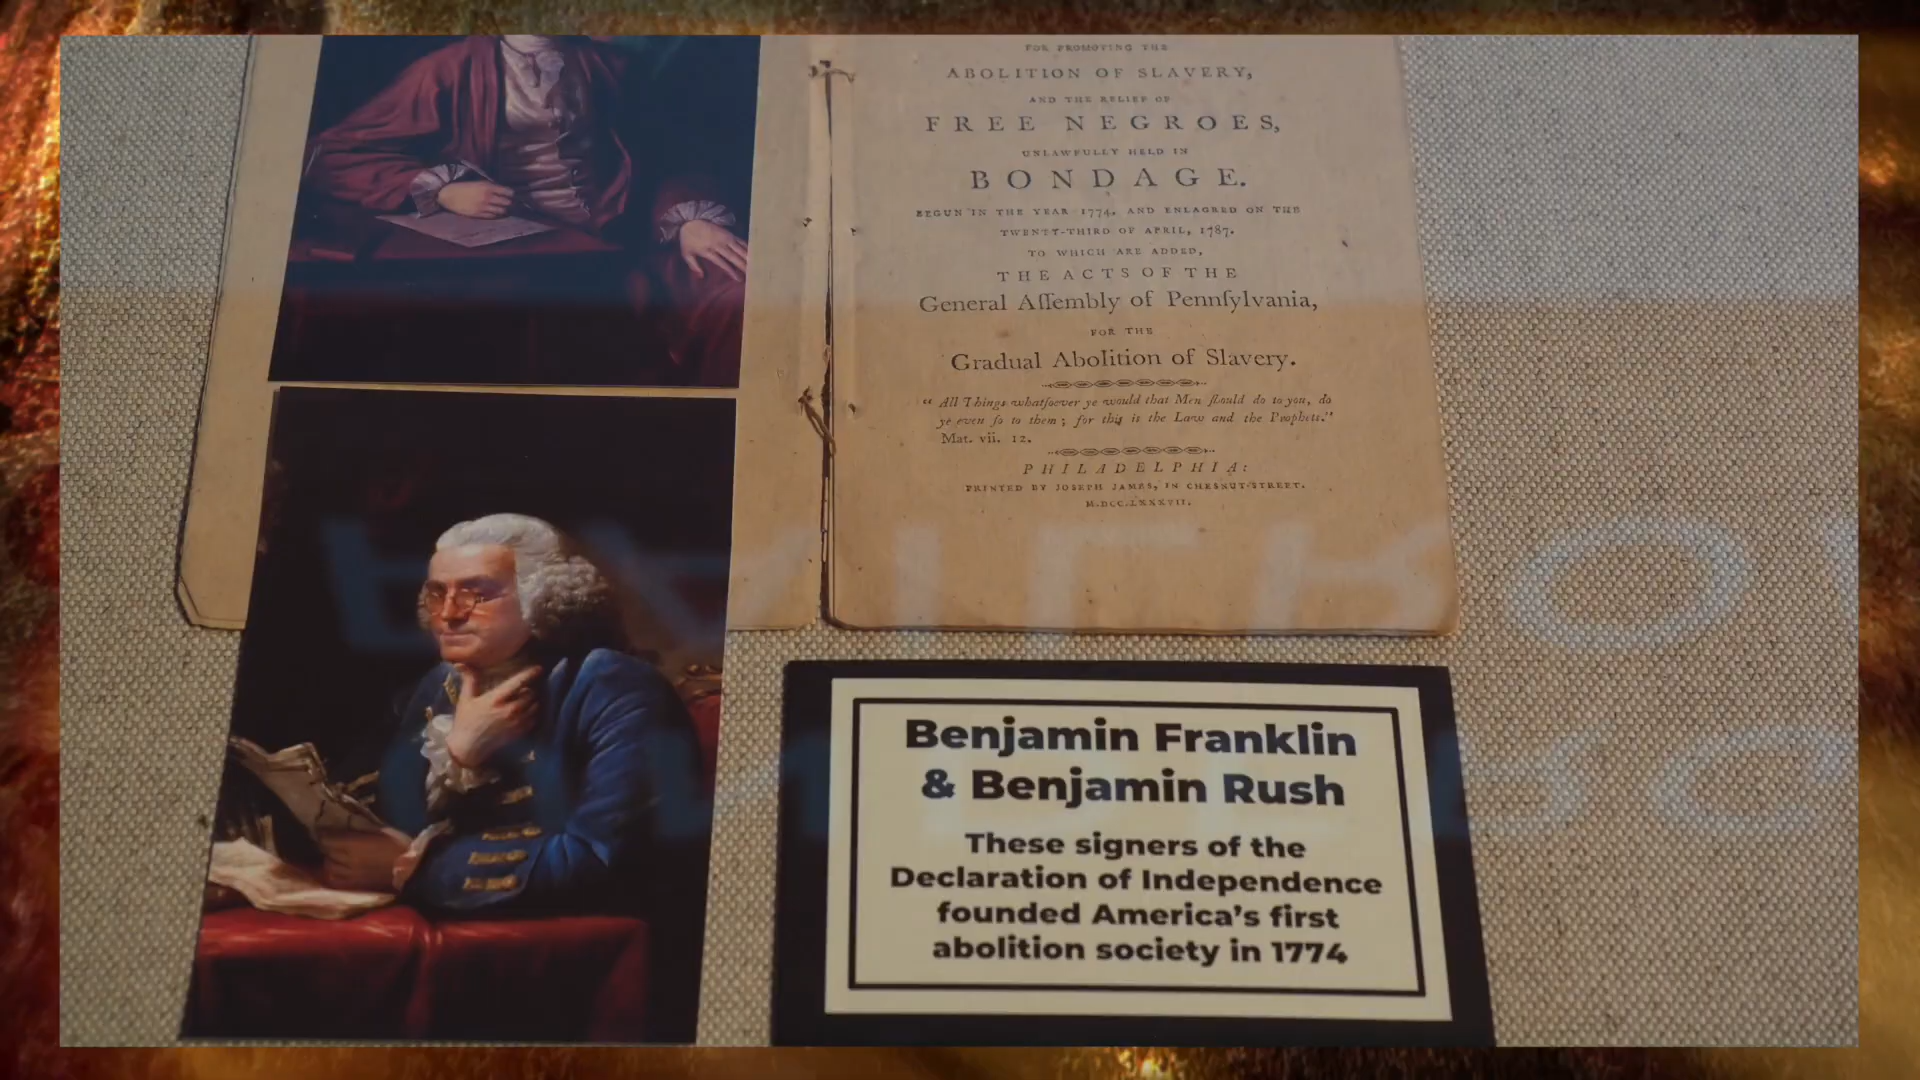 FOR PROMOTING THE
ABOLITION OF SLAVERY,
AND THE RELIEF OF
FREE NEGROES,
UNLAWFULLY HELD IN
BONDAGE.
BEGUN IN THE YEAR 1774, AND ENLARGED ON THE
TWENTY-THIRD OF APRIL, 1787.
TO WHICH ARE ADDED,
THE ACTS OF THE
General Aſſembly of Pennſylvania,
FOR THE
Gradual Abolition of Slavery.
“ All Things whatſoever ye would that Men ſhould do to you, do
ye even ſo to them ; for this is the Law and the Prophets.”
Mat. vii. 12.
PHILADELPHIA:
PRINTED BY JOSEPH JAMES, IN CHESNUT-STREET.
M.DCC.LXXXVII.
Benjamin Franklin
& Benjamin Rush
These signers of the
Declaration of Independence
founded America’s first
abolition society in 1774